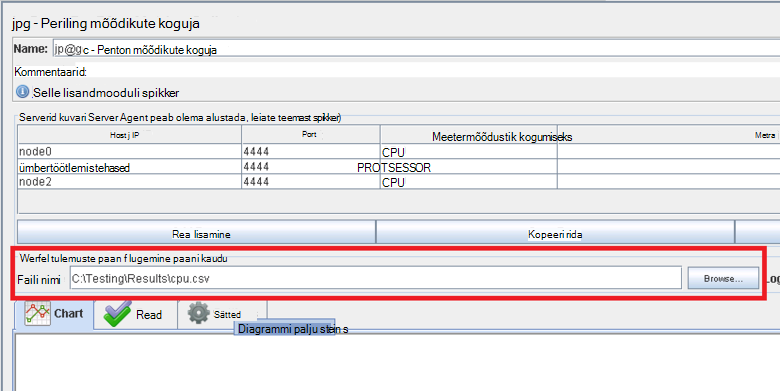 jpg - Periling mõõdikute koguja
Name: jp@gc - Penton mõõdikute koguja
Kommentaarid:
Selle lisandmooduli spikker
Serverid kuvari Server Agent peab olema alustada, leiate teemast spikker)
Host j IP Port Meetermõõdustik kogumiseks Metra
node0 4444 CPU
ümbertöötlemistehased 4444 PROTSESSOR
node2 4444 CPU
Rea lisamine Kopeeri rida
Werfel tulemuste paan f lugemine paani kaudu
Faili nimi C:\Testing\Results\cpu.csv Browse... Log
Chart Read Sätted
Diagrammi palju stein s